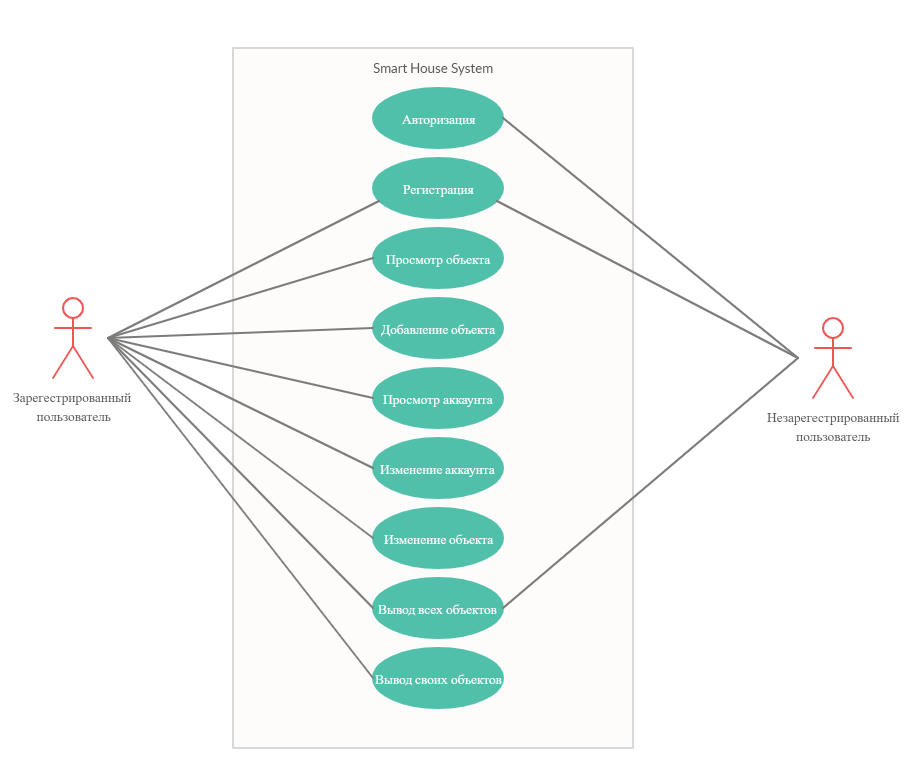 Smart House System
Авторизация
Регистрация
Просмотр объекта
Добавление объекта
Просмотр аккаунта
Изменение аккаунта
Изменение объекта
Вывод всех объектов
Вывод своих объектов
Зарегестрированный
пользователь
Незарегестрированный
пользователь